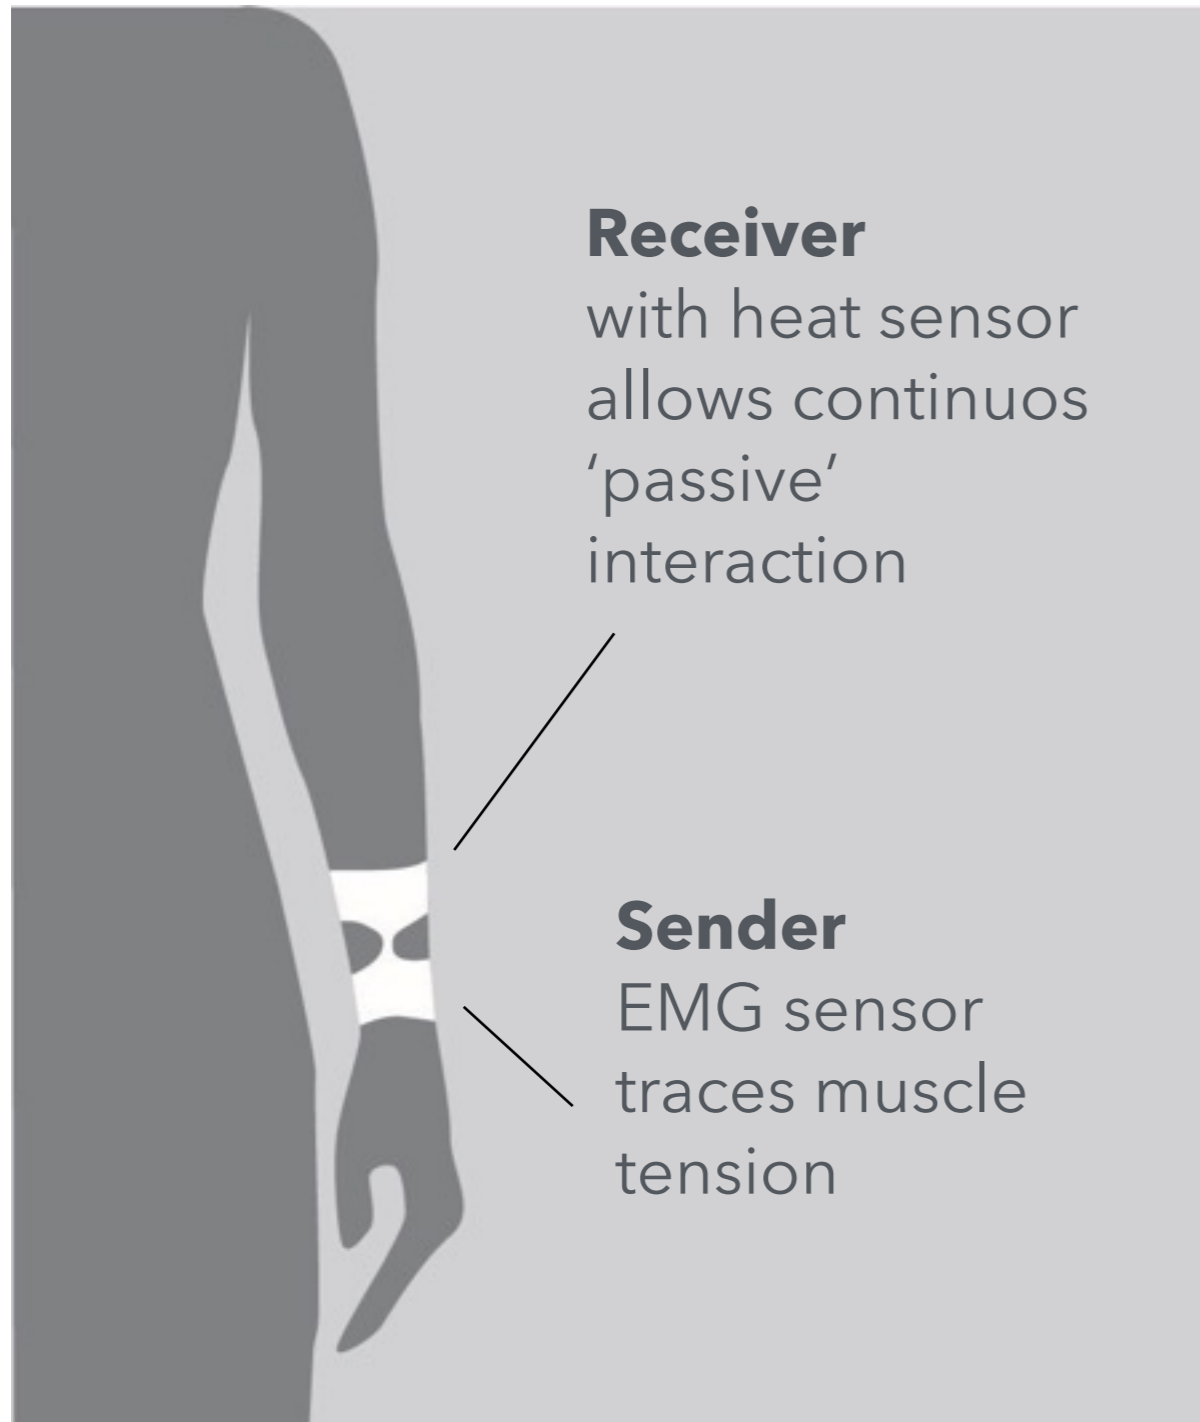 Receiver
with heat sensor
allows continuos
‘passive’
interaction
Sender
EMG sensor
traces muscle
tension